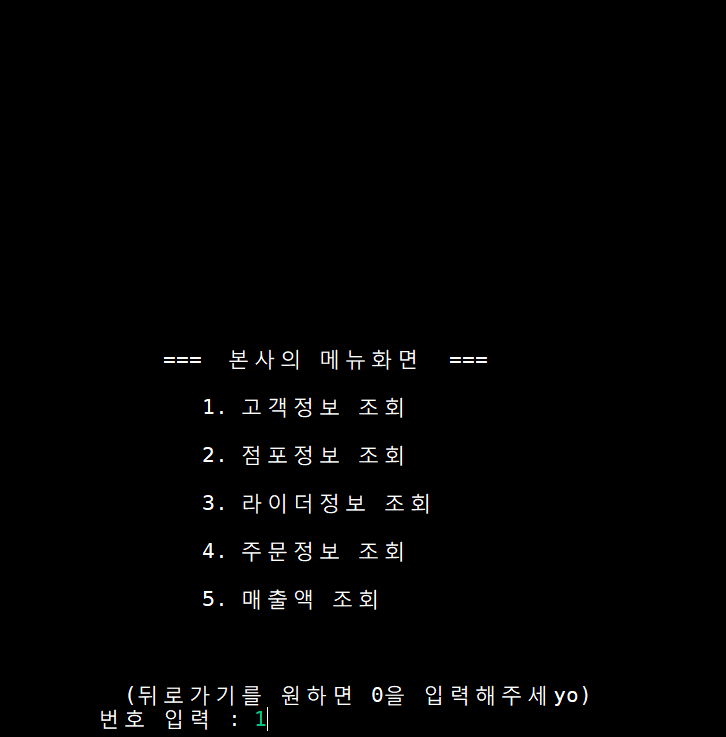 === 본사의 메뉴화면 ===
1. 고객정보 조회
2. 점포정보 조회
3. 라이더정보 조회
4. 주문정보 조회
5. 매출액 조회
(뒤로가기를 원하면 0을 입력해주세yo)
번호 입력 : 1